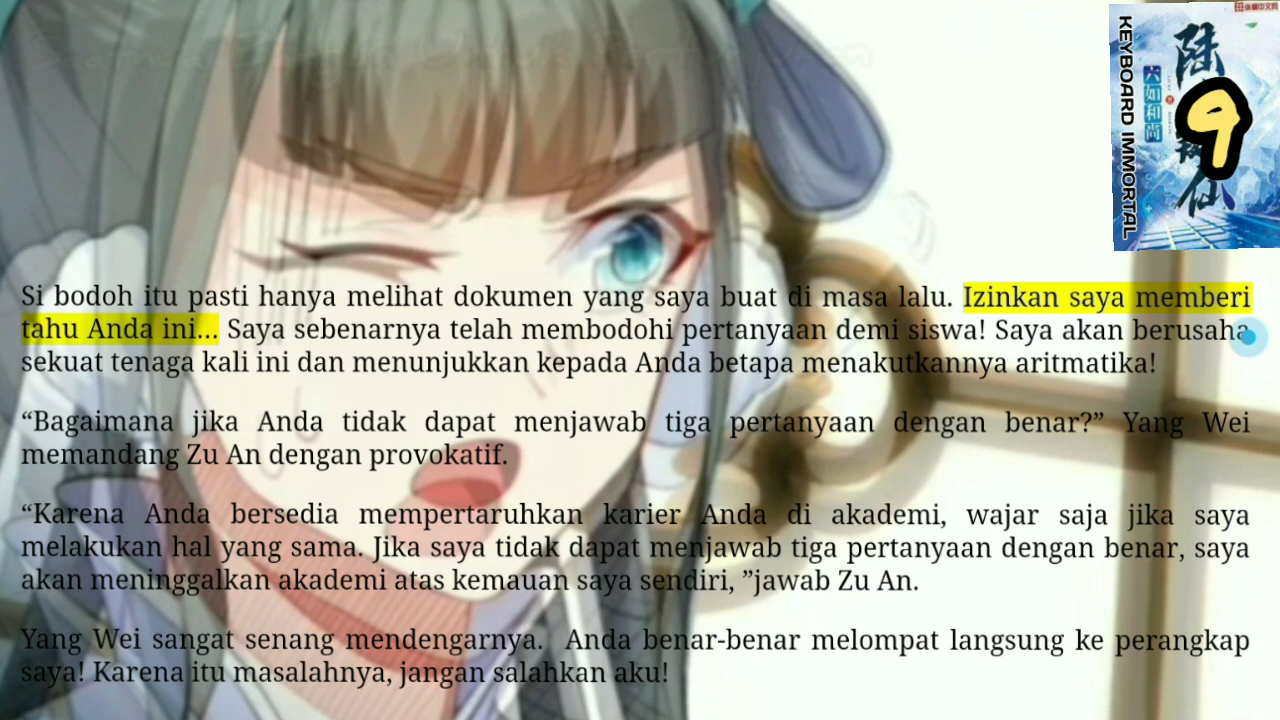 Si bodoh itu pasti hanya melihat dokumen yang saya buat di masa lalu. Izinkan saya memberi
tahu Anda ini... Saya sebenarnya telah membodohi pertanyaan demi siswa! Saya akan berusaha
sekuat tenaga kali ini dan menunjukkan kepada Anda betapa menakutkannya aritmatika!
“Bagaimana jika Anda tidak dapat menjawab tiga pertanyaan dengan benar?” Yang Wei
memandang Zu An dengan provokatif.
“Karena Anda bersedia mempertaruhkan karier Anda di akademi, wajar saja jika saya
melakukan hal yang sama. Jika saya tidak dapat menjawab tiga pertanyaan dengan benar, saya
akan meninggalkan akademi atas kemauan saya sendiri, ”jawab Zu An.
Yang Wei sangat senang mendengarnya.  Anda benar-benar melompat langsung ke perangkap
saya! Karena itu masalahnya, jangan salahkan aku!
KEYBOARD IMMORTAL
陆
仙
六如和尚
9